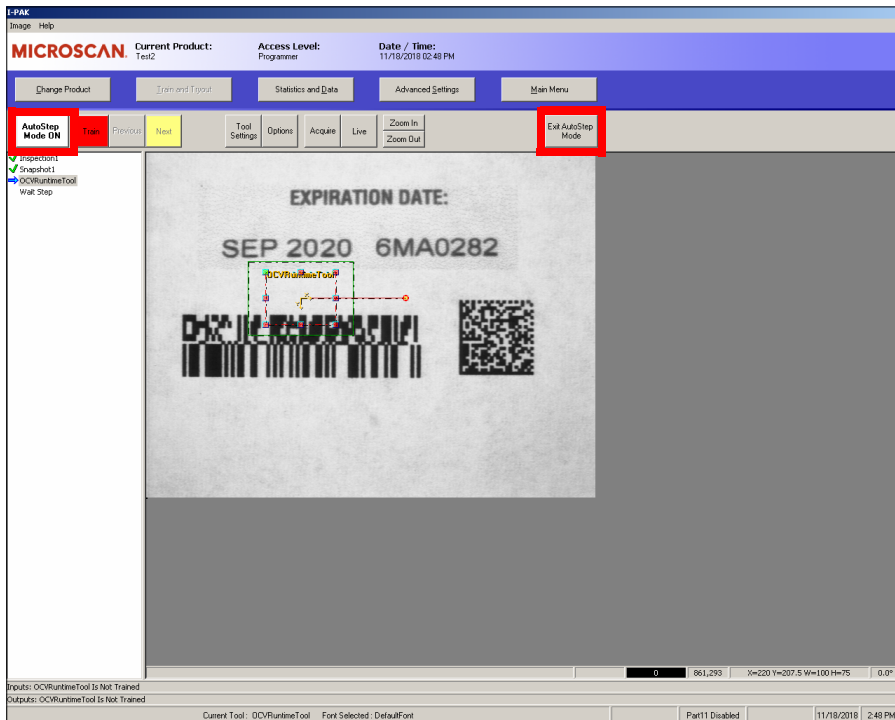 I-PAK
Image Help
MICROSCAN. Current Product: Access Level: Date / Time:
Test2 Programmer 11/18/2018 02:48 PM
Change Product Train and Tryout Statistics and Data Advanced Settings Main Menu
AutoStep Mode ON Train Previous Next Tool Settings Options Acquire Live Zoom In Zoom Out Exit AutoStep Mode
Inspection1
Snapshot1
OCVRuntimeTool
Wait Step
EXPIRATION DATE:
SEP 2020 6MA0282
OCVRuntimeTool
0 861,293 X=220 Y=207.5 W=100 H=75 0.0°
Inputs: OCVRuntimeTool Is Not Trained
Outputs: OCVRuntimeTool Is Not Trained
Current Tool : OCVRuntimeTool Font Selected : DefaultFont Part11 Disabled 11/18/2018 2:48 PM